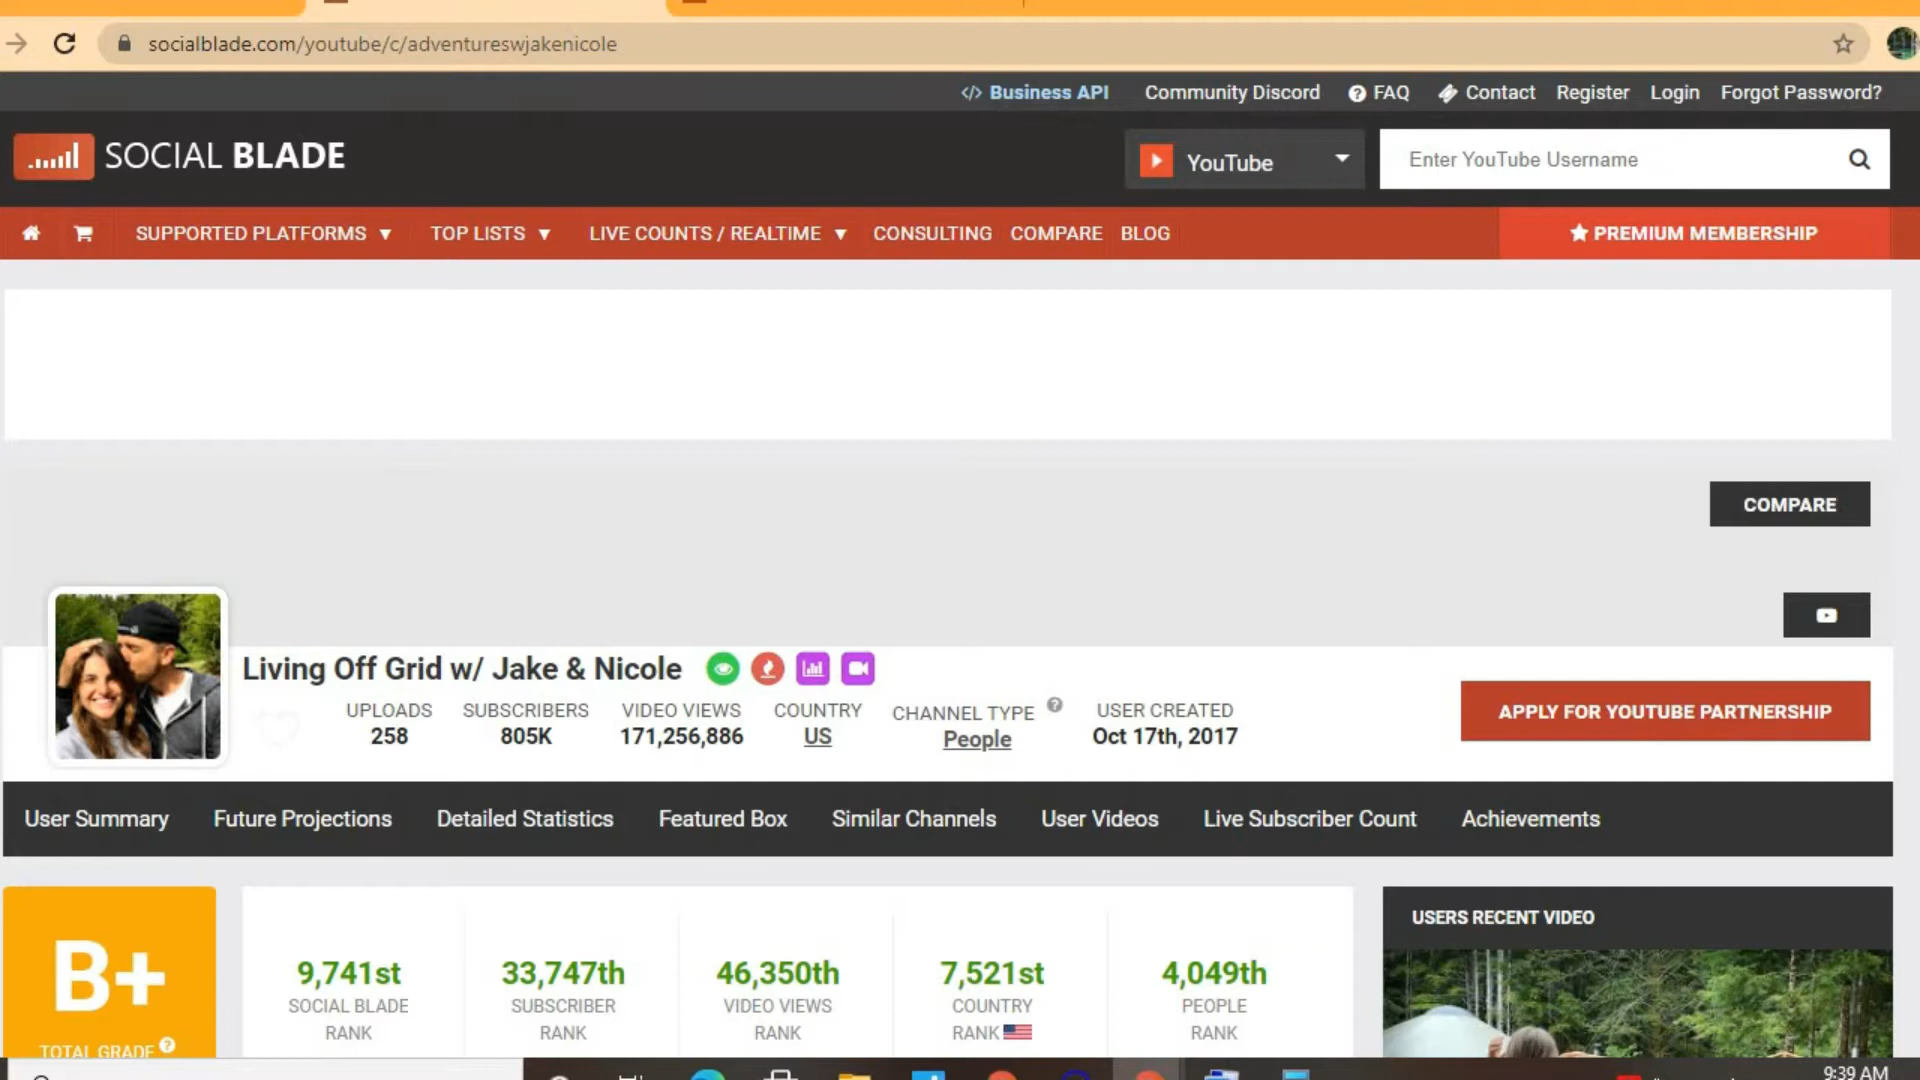 socialblade.com/youtube/c/adventureswjakenicole
</> Business API Community Discord FAQ Contact Register Login Forgot Password?
SOCIAL BLADE
YouTube
Enter YouTube Username
SUPPORTED PLATFORMS TOP LISTS LIVE COUNTS / REALTIME CONSULTING COMPARE BLOG
PREMIUM MEMBERSHIP
COMPARE
Living Off Grid w/ Jake & Nicole
UPLOADS SUBSCRIBERS VIDEO VIEWS COUNTRY CHANNEL TYPE USER CREATED
258 805K 171,256,886 US People Oct 17th, 2017
APPLY FOR YOUTUBE PARTNERSHIP
User Summary Future Projections Detailed Statistics Featured Box Similar Channels User Videos Live Subscriber Count Achievements
B+
TOTAL GRADE
9,741st 33,747th 46,350th 7,521st 4,049th
SOCIAL BLADE SUBSCRIBER VIDEO VIEWS COUNTRY PEOPLE
RANK RANK RANK RANK RANK
USERS RECENT VIDEO
9:39 AM